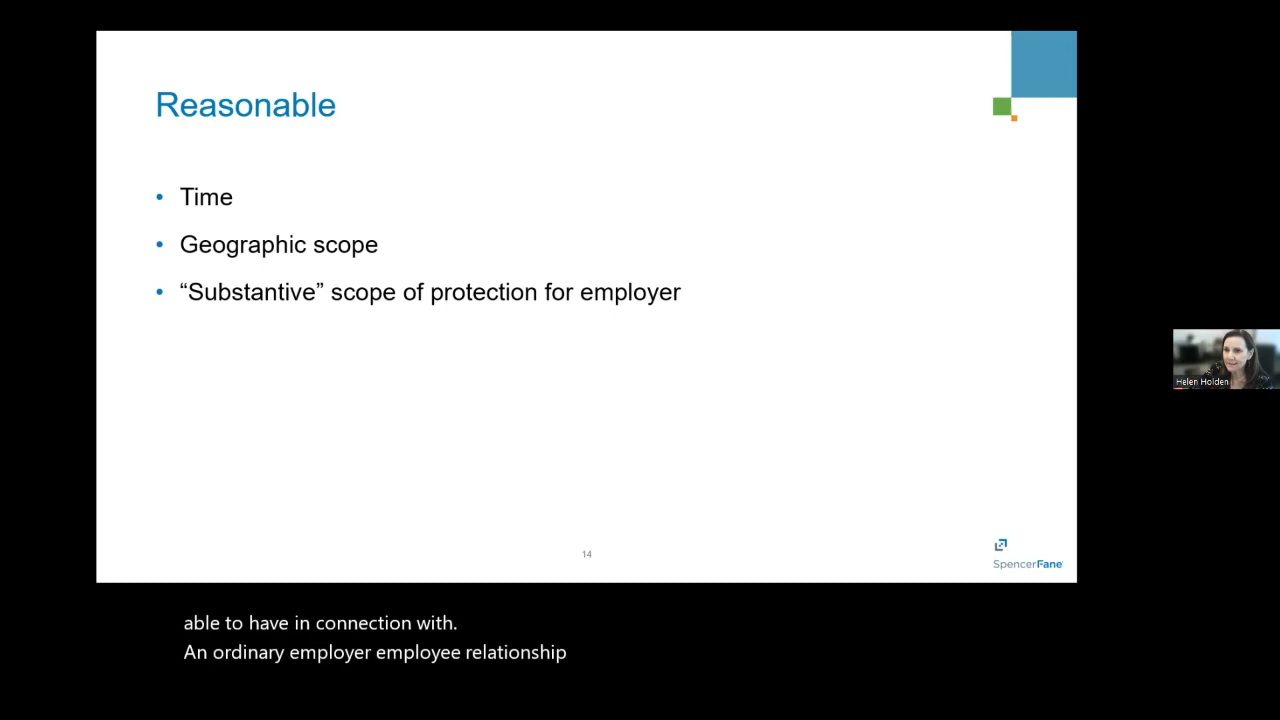 Reasonable
• Time
• Geographic scope
• “Substantive” scope of protection for employer
Helen Holden
14
SpencerFane
able to have in connection with.
An ordinary employer employee relationship